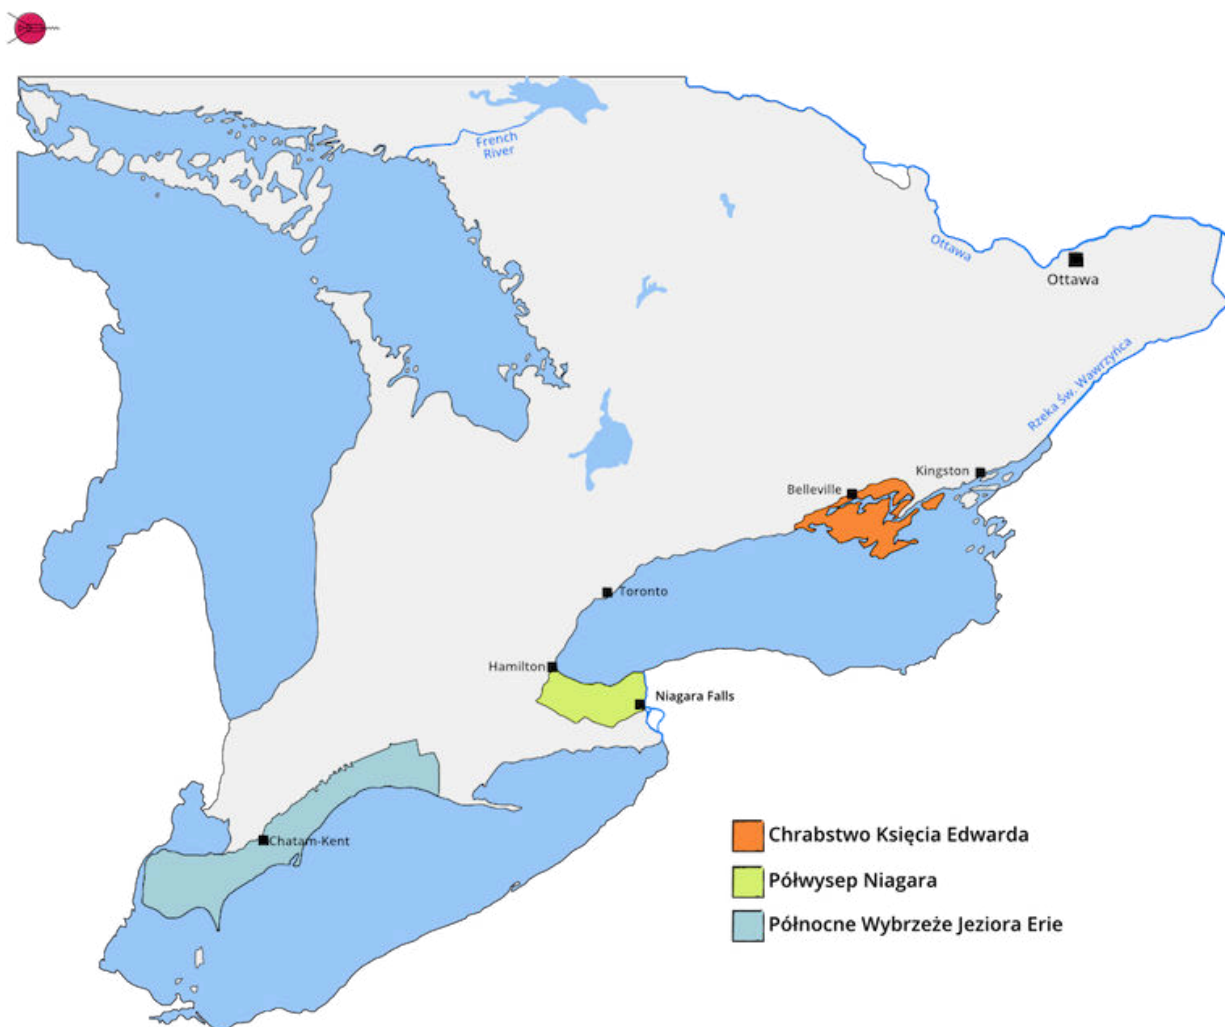 French
River
Ottawa
Ottawa
Rzeka Św. Wawrzyńca
Kingston
Belleville
Toronto
Hamilton
Niagara Falls
Chatam-Kent
Chrabstwo Księcia Edwarda
Półwysep Niagara
Północne Wybrzeże Jeziora Erie